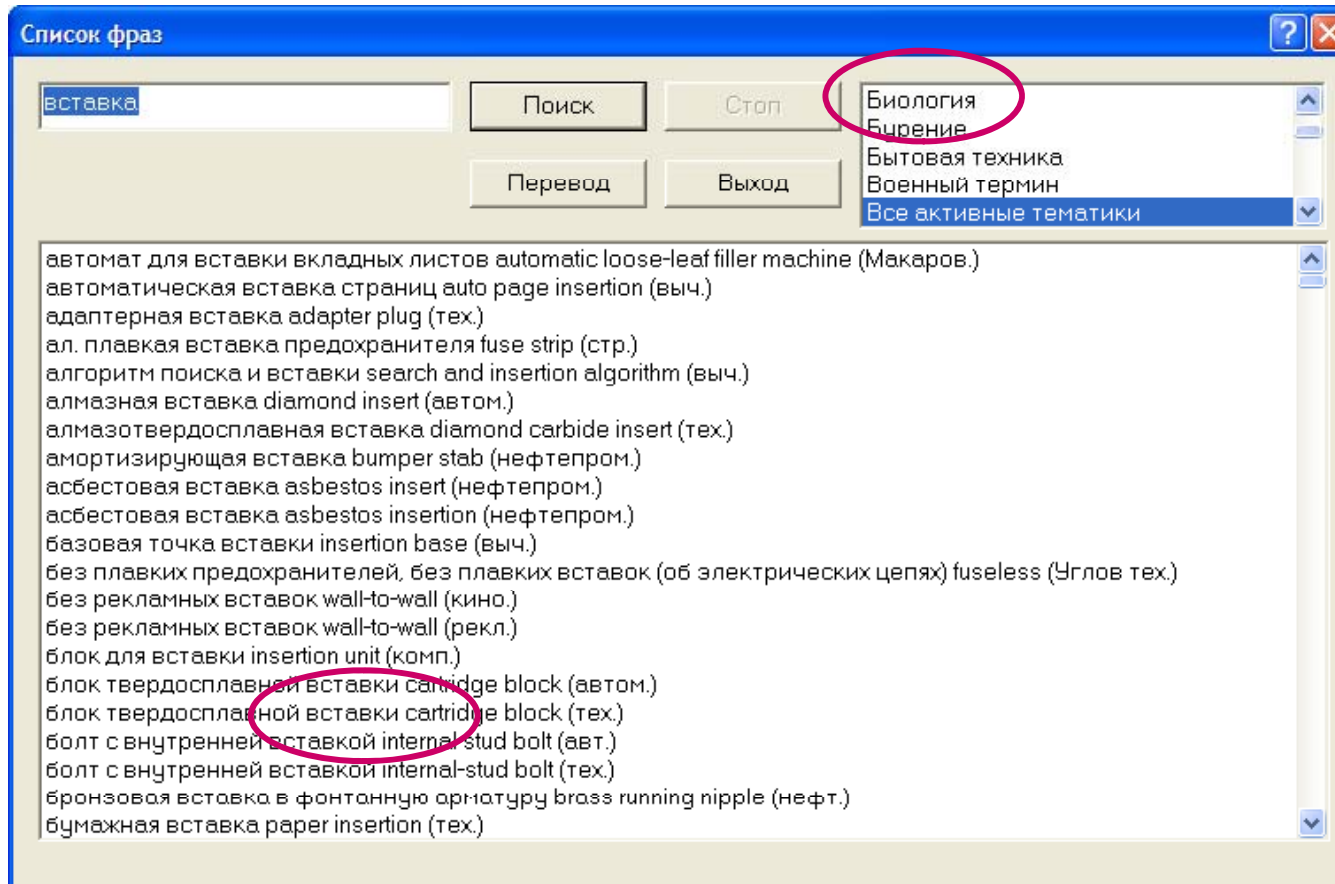 Список фраз
вставка
Поиск
Стоп
Перевод
Выход
Биология
Бурение
Бытовая техника
Военный термин
Все активные тематики
автомат для вставки вкладных листов automatic loose-leaf filler machine (Макаров.)
автоматическая вставка страниц auto page insertion (выч.)
адаптерная вставка adapter plug (тех.)
ал. плавкая вставка предохранителя fuse strip (стр.)
алгоритм поиска и вставки search and insertion algorithm (выч.)
алмазная вставка diamond insert (автом.)
алмазотвердосплавная вставка diamond carbide insert (тех.)
амортизирующая вставка bumper stab (нефтепром.)
асбестовая вставка asbestos insert (нефтепром.)
асбестовая вставка asbestos insertion (нефтепром.)
базовая точка вставки insertion base (выч.)
без плавких предохранителей, без плавких вставок (об электрических цепях) fuseless (Углов тех.)
без рекламных вставок wall-to-wall (кино.)
без рекламных вставок wall-to-wall (рекл.)
блок для вставки insertion unit (комп.)
блок твердосплавной вставки cartridge block (автом.)
блок твердосплавной вставки cartridge block (тех.)
болт с внутренней вставкой internal stud bolt (авт.)
болт с внутренней вставкой internal-stud bolt (тех.)
бронзовая вставка в фонтанную арматуру brass running nipple (нефт.)
бумажная вставка paper insertion (тех.)